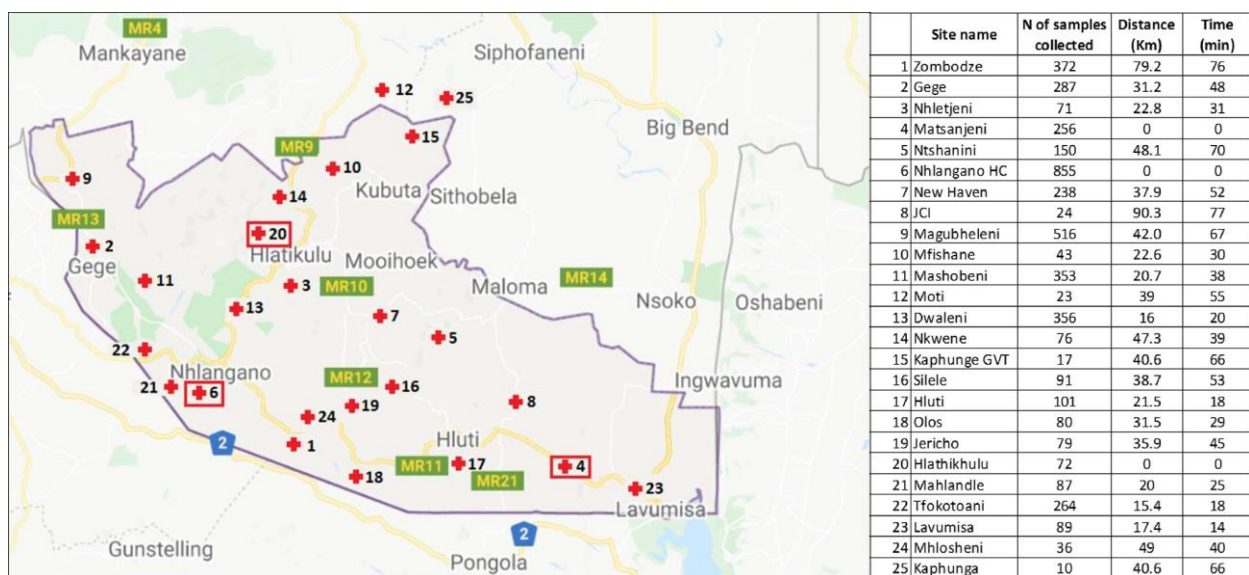 MR4
Mankayane
Siphofaneni
12
25
Big Bend
15
MR9
10
9
Kubuta
Sithobela
14
MR13
20
2
Hlatikulu
Mooihoek
Gege
MR14
11
3
MR10
Maloma
Nsoko
Oshabeni
13
7
5
22
Nhlangano
MR12
Ingwavuma
21
6
16
19
8
24
2
1
Hluti
MR11
17
4
18
MR21
23
Lavumisa
2
Gunstelling
Pongola
Site name N of samples collected Distance (Km) Time (min)
1 Zombodze 372 79.2 76
2 Gege 287 31.2 48
3 Nhletjeni 71 22.8 31
4 Matsanjeni 256 0 0
5 Ntshanini 150 48.1 70
6 Nhlangano HC 855 0 0
7 New Haven 238 37.9 52
8 JCI 24 90.3 77
9 Magubheleni 516 42.0 67
10 Mfishane 43 22.6 30
11 Mashobeni 353 20.7 38
12 Moti 23 39 55
13 Dwaleni 356 16 20
14 Nkwene 76 47.3 39
15 Kaphunge GVT 17 40.6 66
16 Silele 91 38.7 53
17 Hluti 101 21.5 18
18 Olos 80 31.5 29
19 Jericho 79 35.9 45
20 Hlathikhulu 72 0 0
21 Mahlandle 87 20 25
22 Tfokotoani 264 15.4 18
23 Lavumisa 89 17.4 14
24 Mhlosheni 36 49 40
25 Kaphunga 10 40.6 66